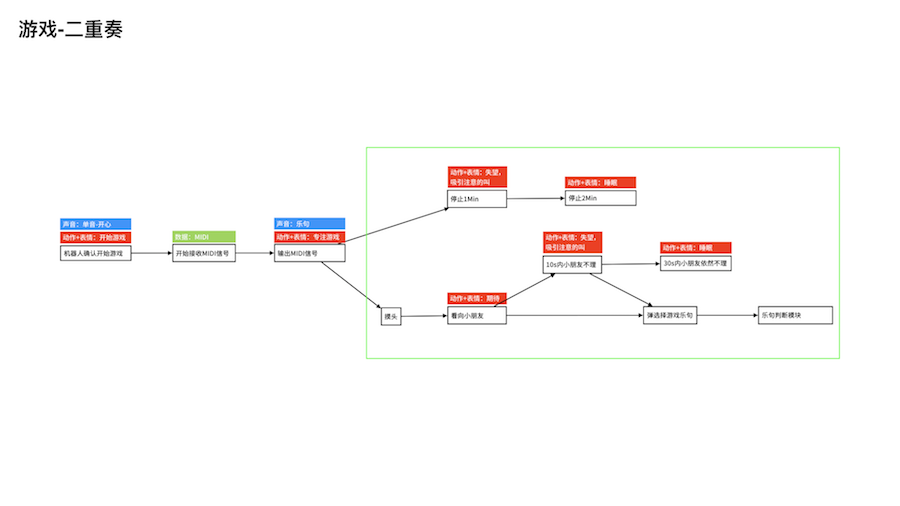 游戏-二重奏
动作+表情：失望，
吸引注意的叫
停止1Min
动作+表情：睡眠
停止2Min
声音：单音-开心
动作+表情：开始游戏
机器人确认开始游戏
数据：MIDI
开始接收MIDI信号
声音：乐句
动作+表情：专注游戏
输出MIDI信号
动作+表情：失望，
吸引注意的叫
10s内小朋友不理
动作+表情：睡眠
30s内小朋友依然不理
摸头
动作+表情：期待
看向小朋友
弹选择游戏乐句
乐句判断模块